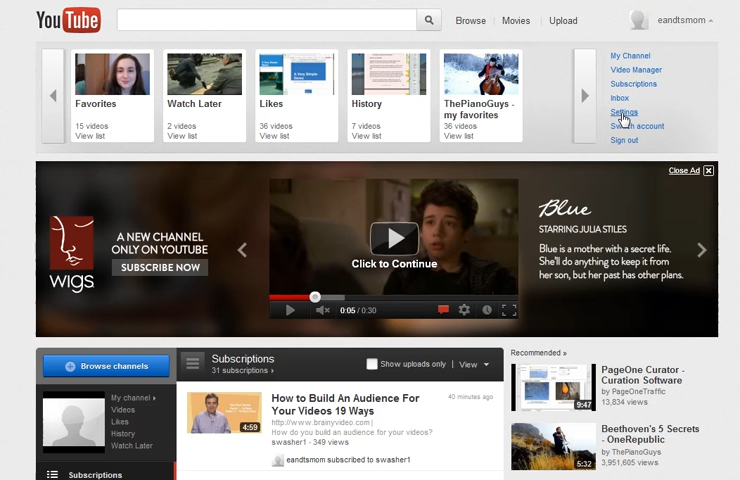 YouTube
Browse
Movies
Upload
eandtsmom
Favorites
15 videos
View list
Watch Later
2 videos
View list
Likes
36 videos
View list
History
7 videos
View list
ThePianoGuys -
my favorites
36 videos
View list
My Channel
Video Manager
Subscriptions
Inbox
Settings
Switch account
Sign out
Close Ad
wigs
A NEW CHANNEL
ONLY ON YOUTUBE
SUBSCRIBE NOW
Click to Continue
0:05 / 0:30
Blue
STARRING JULIA STILES
Blue is a mother with a secret life.
She'll do anything to keep it from
her son, but her past has other plans.
Browse channels
My channel
Videos
Likes
History
Watch Later
Subscriptions
Subscriptions
31 subscriptions ›
Show uploads only
View
4:59
How to Build An Audience For
Your Videos 19 Ways
40 minutes ago
http://www.brainyvideo.com|
How do you build an audience for your videos?
swasher1 - 349 views
eandtsmom subscribed to swasher1
Recommended »
9:47
PageOne Curator -
Curation Software
by PageOneTraffic
13,834 views
5:32
Beethoven's 5 Secrets
- OneRepublic
by ThePianoGuys
3,951,605 views